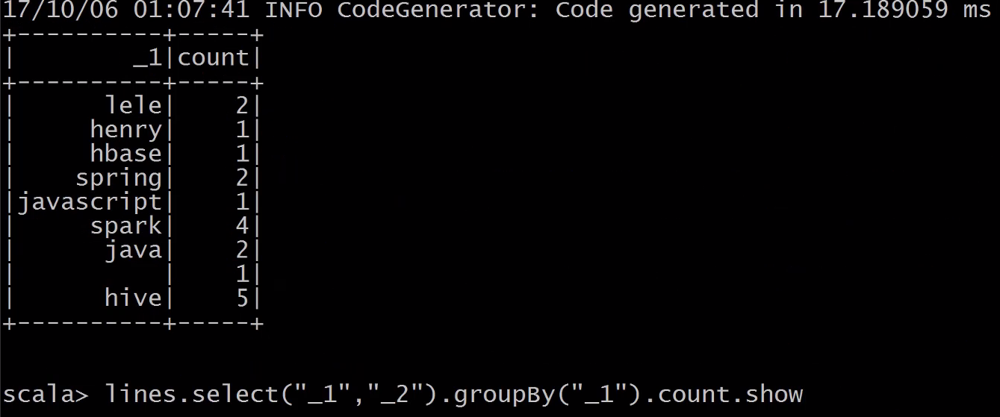 17/10/06 01:07:41 INFO CodeGenerator: Code generated in 17.189059 ms
+----------+-----+
|        _1|count|
+----------+-----+
|      lele|    2|
|     henry|    1|
|     hbase|    1|
|    spring|    2|
|javascript|    1|
|     spark|    4|
|      java|    2|
|          |    1|
|      hive|    5|
+----------+-----+
scala> lines.select("_1","_2").groupBy("_1").count.show